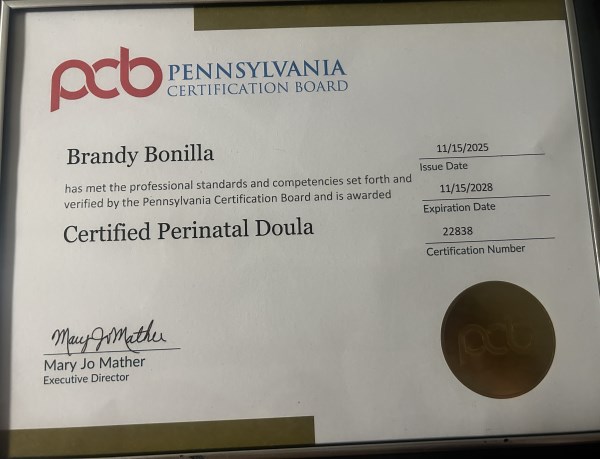 pcb PENNSYLVANIA
CERTIFICATION BOARD
Brandy Bonilla
has met the professional standards and competencies set forth and
verified by the Pennsylvania Certification Board and is awarded
Certified Perinatal Doula
11/15/2025
Issue Date
11/15/2028
Expiration Date
22838
Certification Number
Mary Jo Mather
Mary Jo Mather
Executive Director
pcb